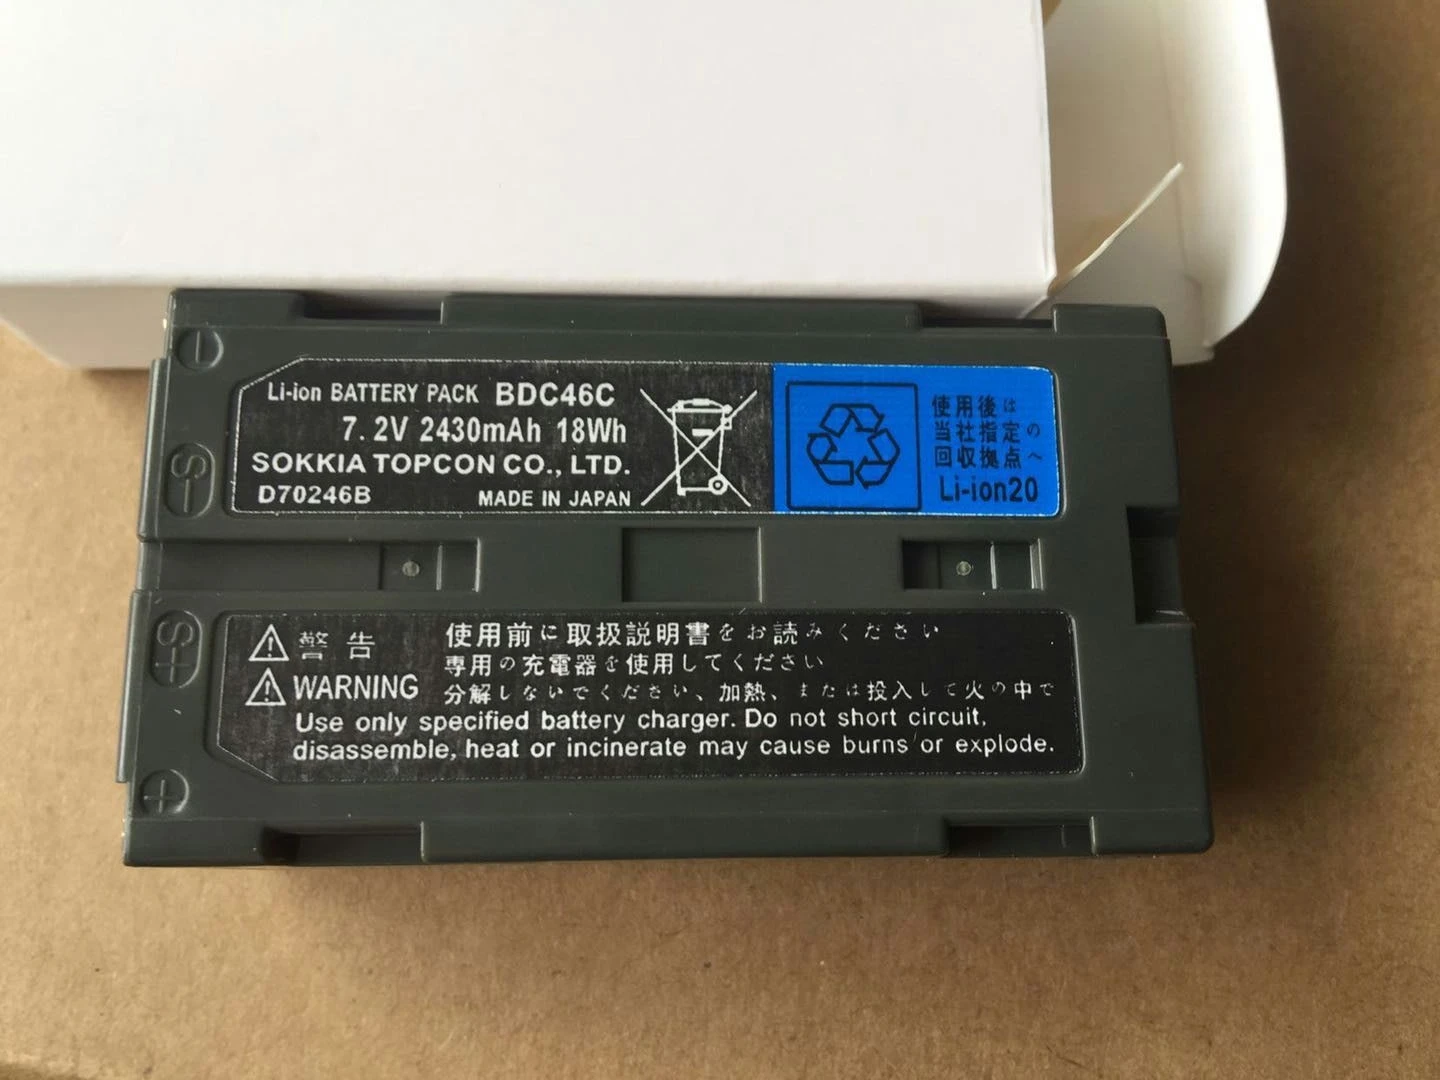 Li-ion BATTERY PACK BDC46C
7.2V 2430mAh 18Wh
SOKKIA TOPCON CO., LTD.
D70246B MADE IN JAPAN
使用後は
当社指定の
回収拠点へ
Li-ion20
−
S−
S+
+
警告 使用前に取扱説明書をお読みください
専用の充電器を使用してください
WARNING 分解しないでください、加熱、または投入して火の中で
Use only specified battery charger. Do not short circuit,
disassemble, heat or incinerate may cause burns or explode.